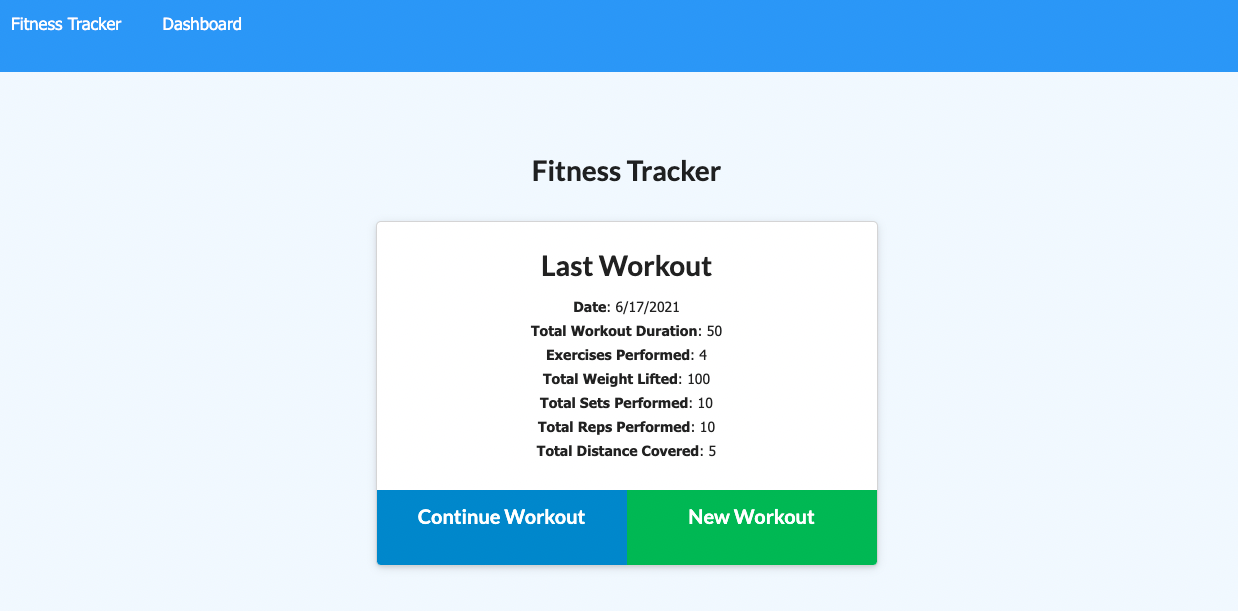 Fitness Tracker Dashboard
Fitness Tracker
Last Workout
Date: 6/17/2021
Total Workout Duration: 50
Exercises Performed: 4
Total Weight Lifted: 100
Total Sets Performed: 10
Total Reps Performed: 10
Total Distance Covered: 5
Continue Workout New Workout